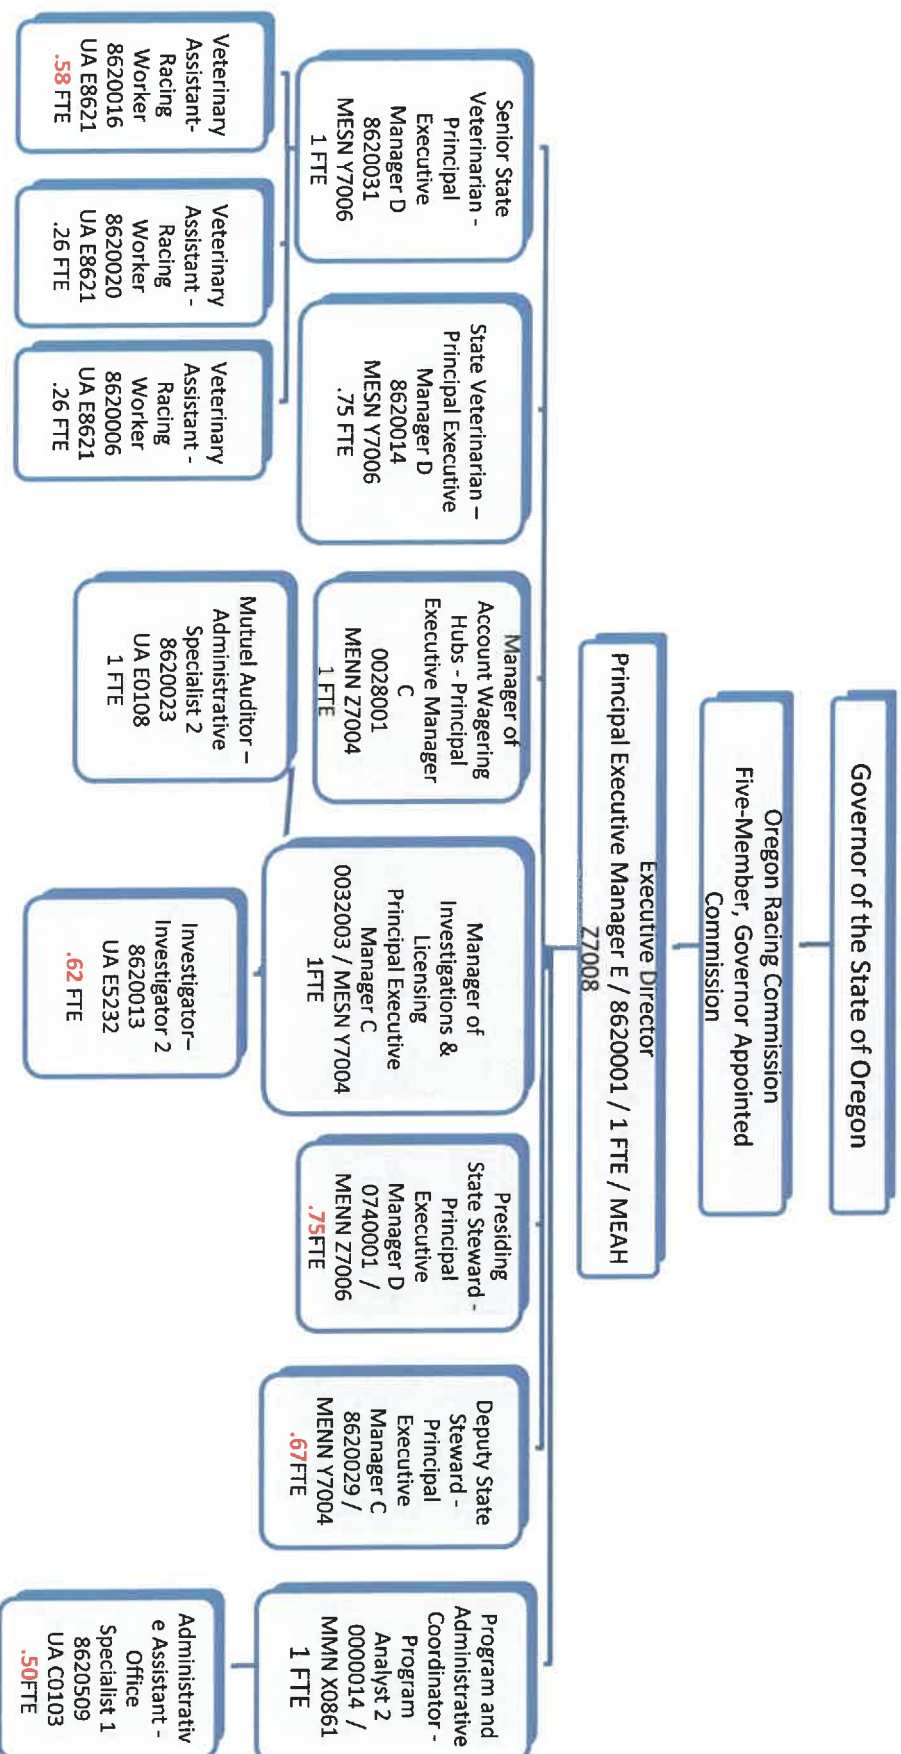 Governor of the State of Oregon
Oregon Racing Commission
Five-Member, Governor Appointed
Commission
Executive Director
Principal Executive Manager E / 8620001 / 1 FTE / MEAH
Z7008
Senior State
Veterinarian -
Principal
Executive
Manager D
8620031
MESN Y7006
1 FTE
State Veterinarian –
Principal Executive
Manager D
8620014
MESN Y7006
.75 FTE
Manager of
Account Wagering
Hubs - Principal
Executive Manager
C
0028001
MENN Z7004
1 FTE
Manager of
Investigations &
Licensing
Principal Executive
Manager C
0032003 / MESN Y7004
1FTE
Presiding
State Steward -
Principal
Executive
Manager D
0740001 /
MENN Z7006
.75FTE
Deputy State
Steward -
Principal
Executive
Manager C
8620029 /
MENN Y7004
.67FTE
Program and
Administrative
Coordinator -
Program
Analyst 2
0000014 /
MMN X0861
1 FTE
Veterinary
Assistant-
Racing
Worker
8620016
UA E8621
.58 FTE
Veterinary
Assistant -
Racing
Worker
8620020
UA E8621
.26 FTE
Veterinary
Assistant -
Racing
Worker
8620006
UA E8621
.26 FTE
Mutuel Auditor –
Administrative
Specialist 2
8620023
UA E0108
1 FTE
Investigator–
Investigator 2
8620013
UA E5232
.62 FTE
Administrativ
e Assistant -
Office
Specialist 1
8620509
UA C0103
.50FTE